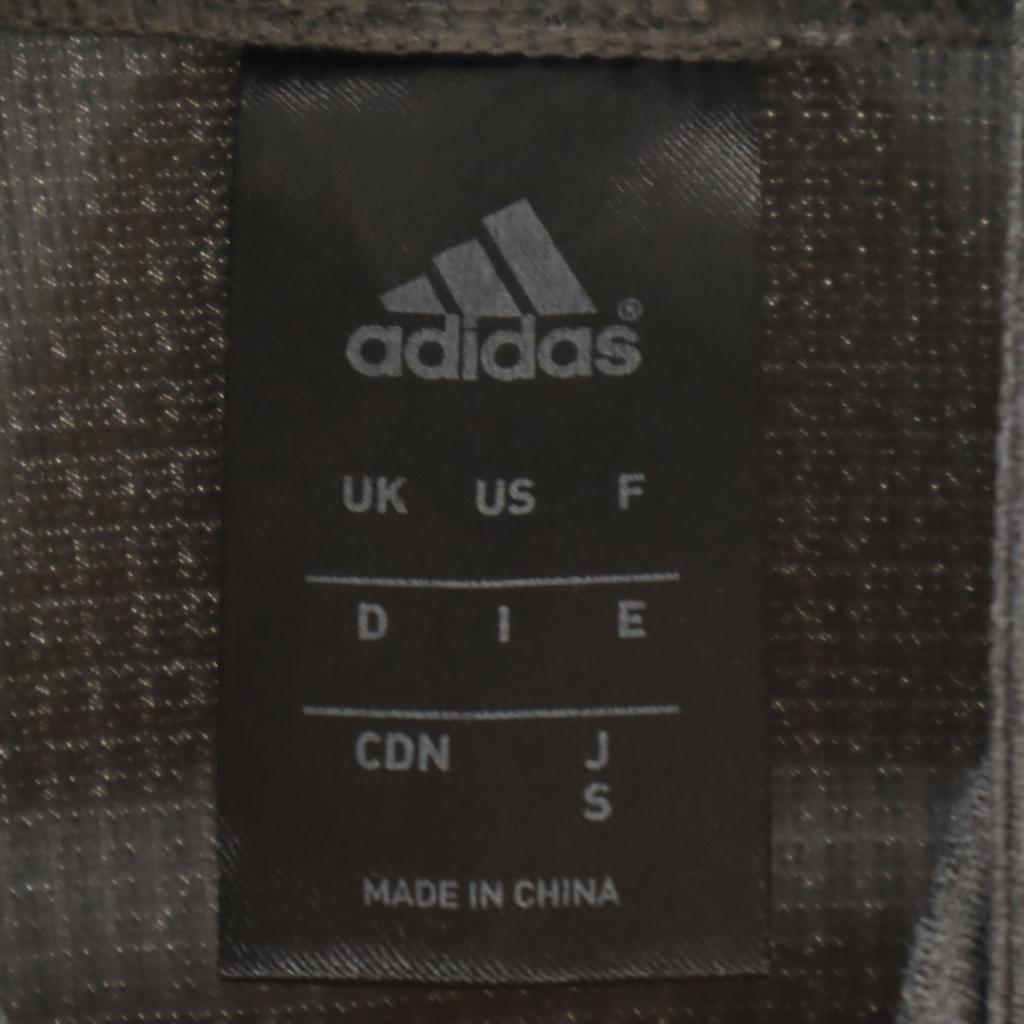 adidas®
UK US F
D I E
CDN J
S
MADE IN CHINA